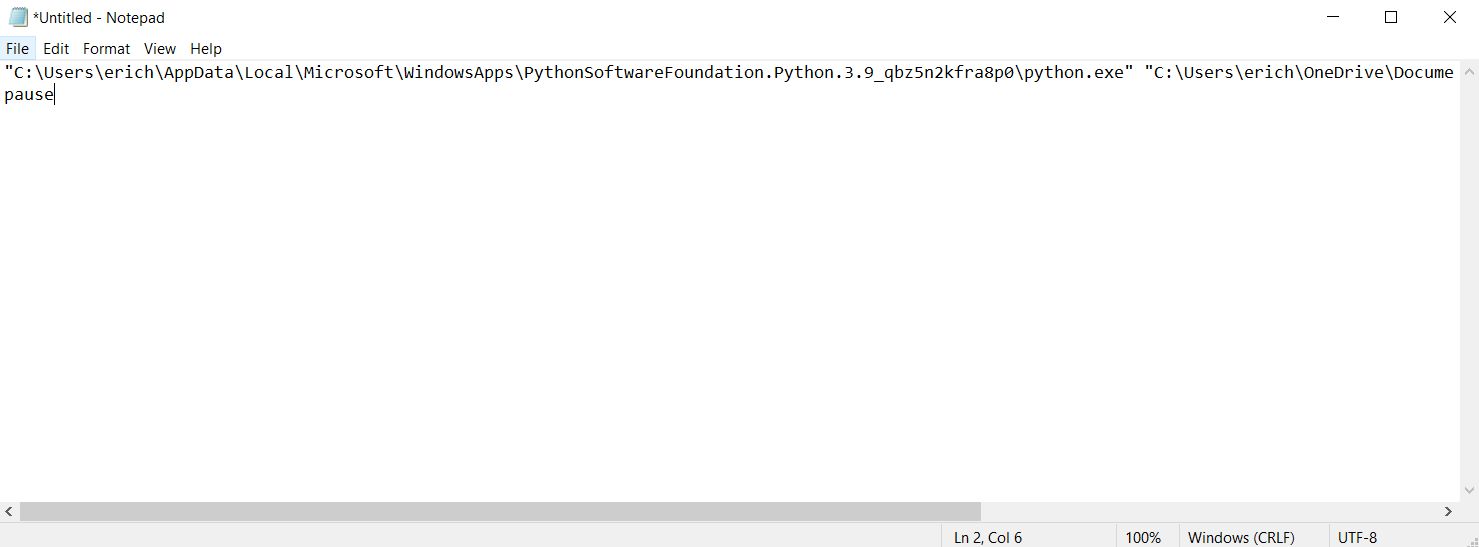 *Untitled - Notepad
File Edit Format View Help
"C:\Users\erich\AppData\Local\Microsoft\WindowsApps\PythonSoftwareFoundation.Python.3.9_qbz5n2kfra8p0\python.exe" "C:\Users\erich\OneDrive\Docume
pause
Ln 2, Col 6 100% Windows (CRLF) UTF-8